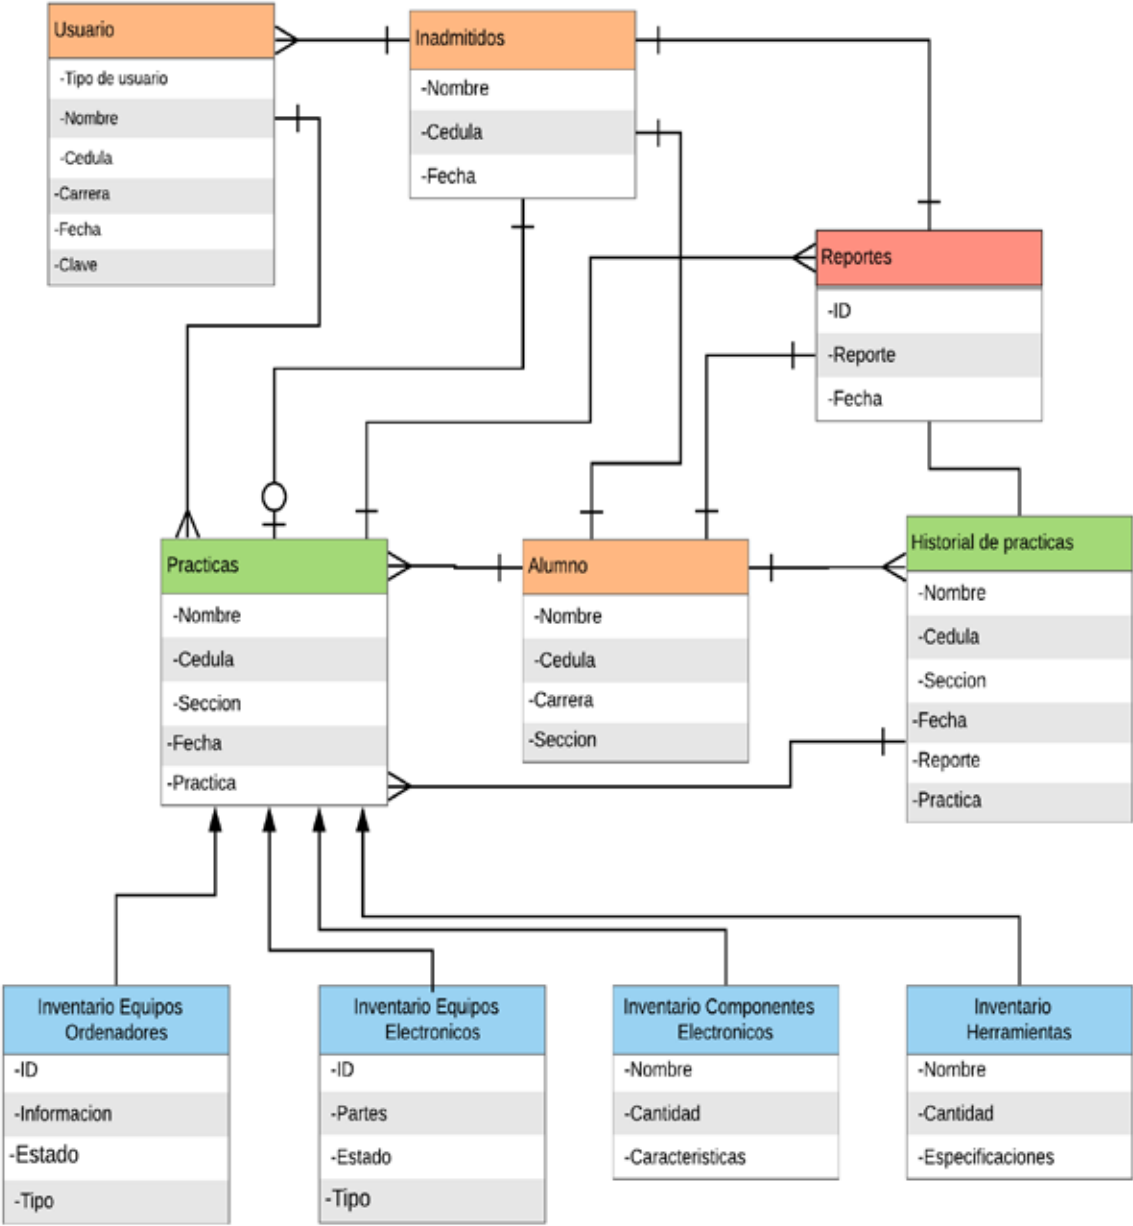 Usuario
-Tipo de usuario
-Nombre
-Cedula
-Carrera
-Fecha
-Clave
Inadmitidos
-Nombre
-Cedula
-Fecha
Reportes
-ID
-Reporte
-Fecha
Practicas
-Nombre
-Cedula
-Seccion
-Fecha
-Practica
Alumno
-Nombre
-Cedula
-Carrera
-Seccion
Historial de practicas
-Nombre
-Cedula
-Seccion
-Fecha
-Reporte
-Practica
Inventario Equipos
Ordenadores
-ID
-Informacion
-Estado
-Tipo
Inventario Equipos
Electronicos
-ID
-Partes
-Estado
-Tipo
Inventario Componentes
Electronicos
-Nombre
-Cantidad
-Caracteristicas
Inventario
Herramientas
-Nombre
-Cantidad
-Especificaciones